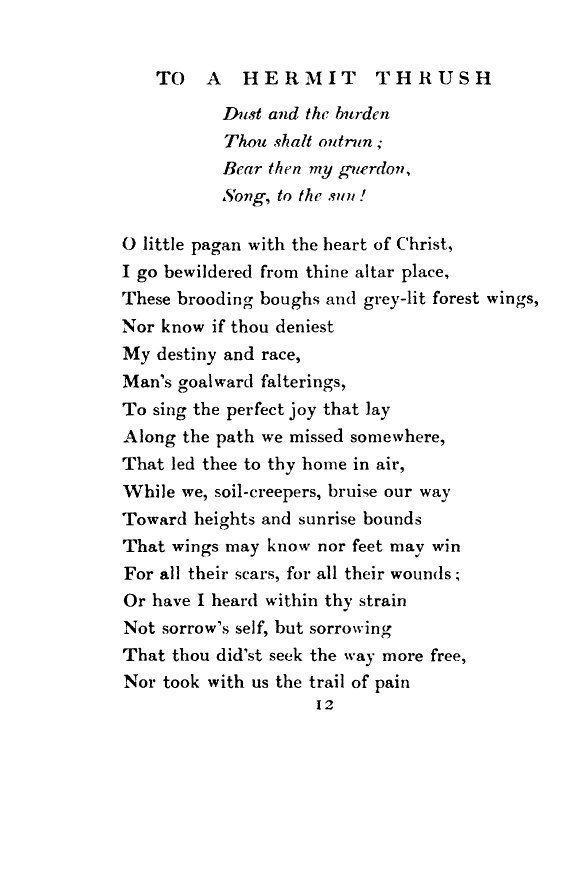 TO A HERMIT THRUSH
Dust and the burden
Thou shalt outrun ;
Bear then my guerdon,
Song, to the sun !
O little pagan with the heart of Christ,
I go bewildered from thine altar place,
These brooding boughs and grey-lit forest wings,
Nor know if thou deniest
My destiny and race,
Man's goalward falterings,
To sing the perfect joy that lay
Along the path we missed somewhere,
That led thee to thy home in air,
While we, soil-creepers, bruise our way
Toward heights and sunrise bounds
That wings may know nor feet may win
For all their scars, for all their wounds ;
Or have I heard within thy strain
Not sorrow's self, but sorrowing
That thou did'st seek the way more free,
Nor took with us the trail of pain
12